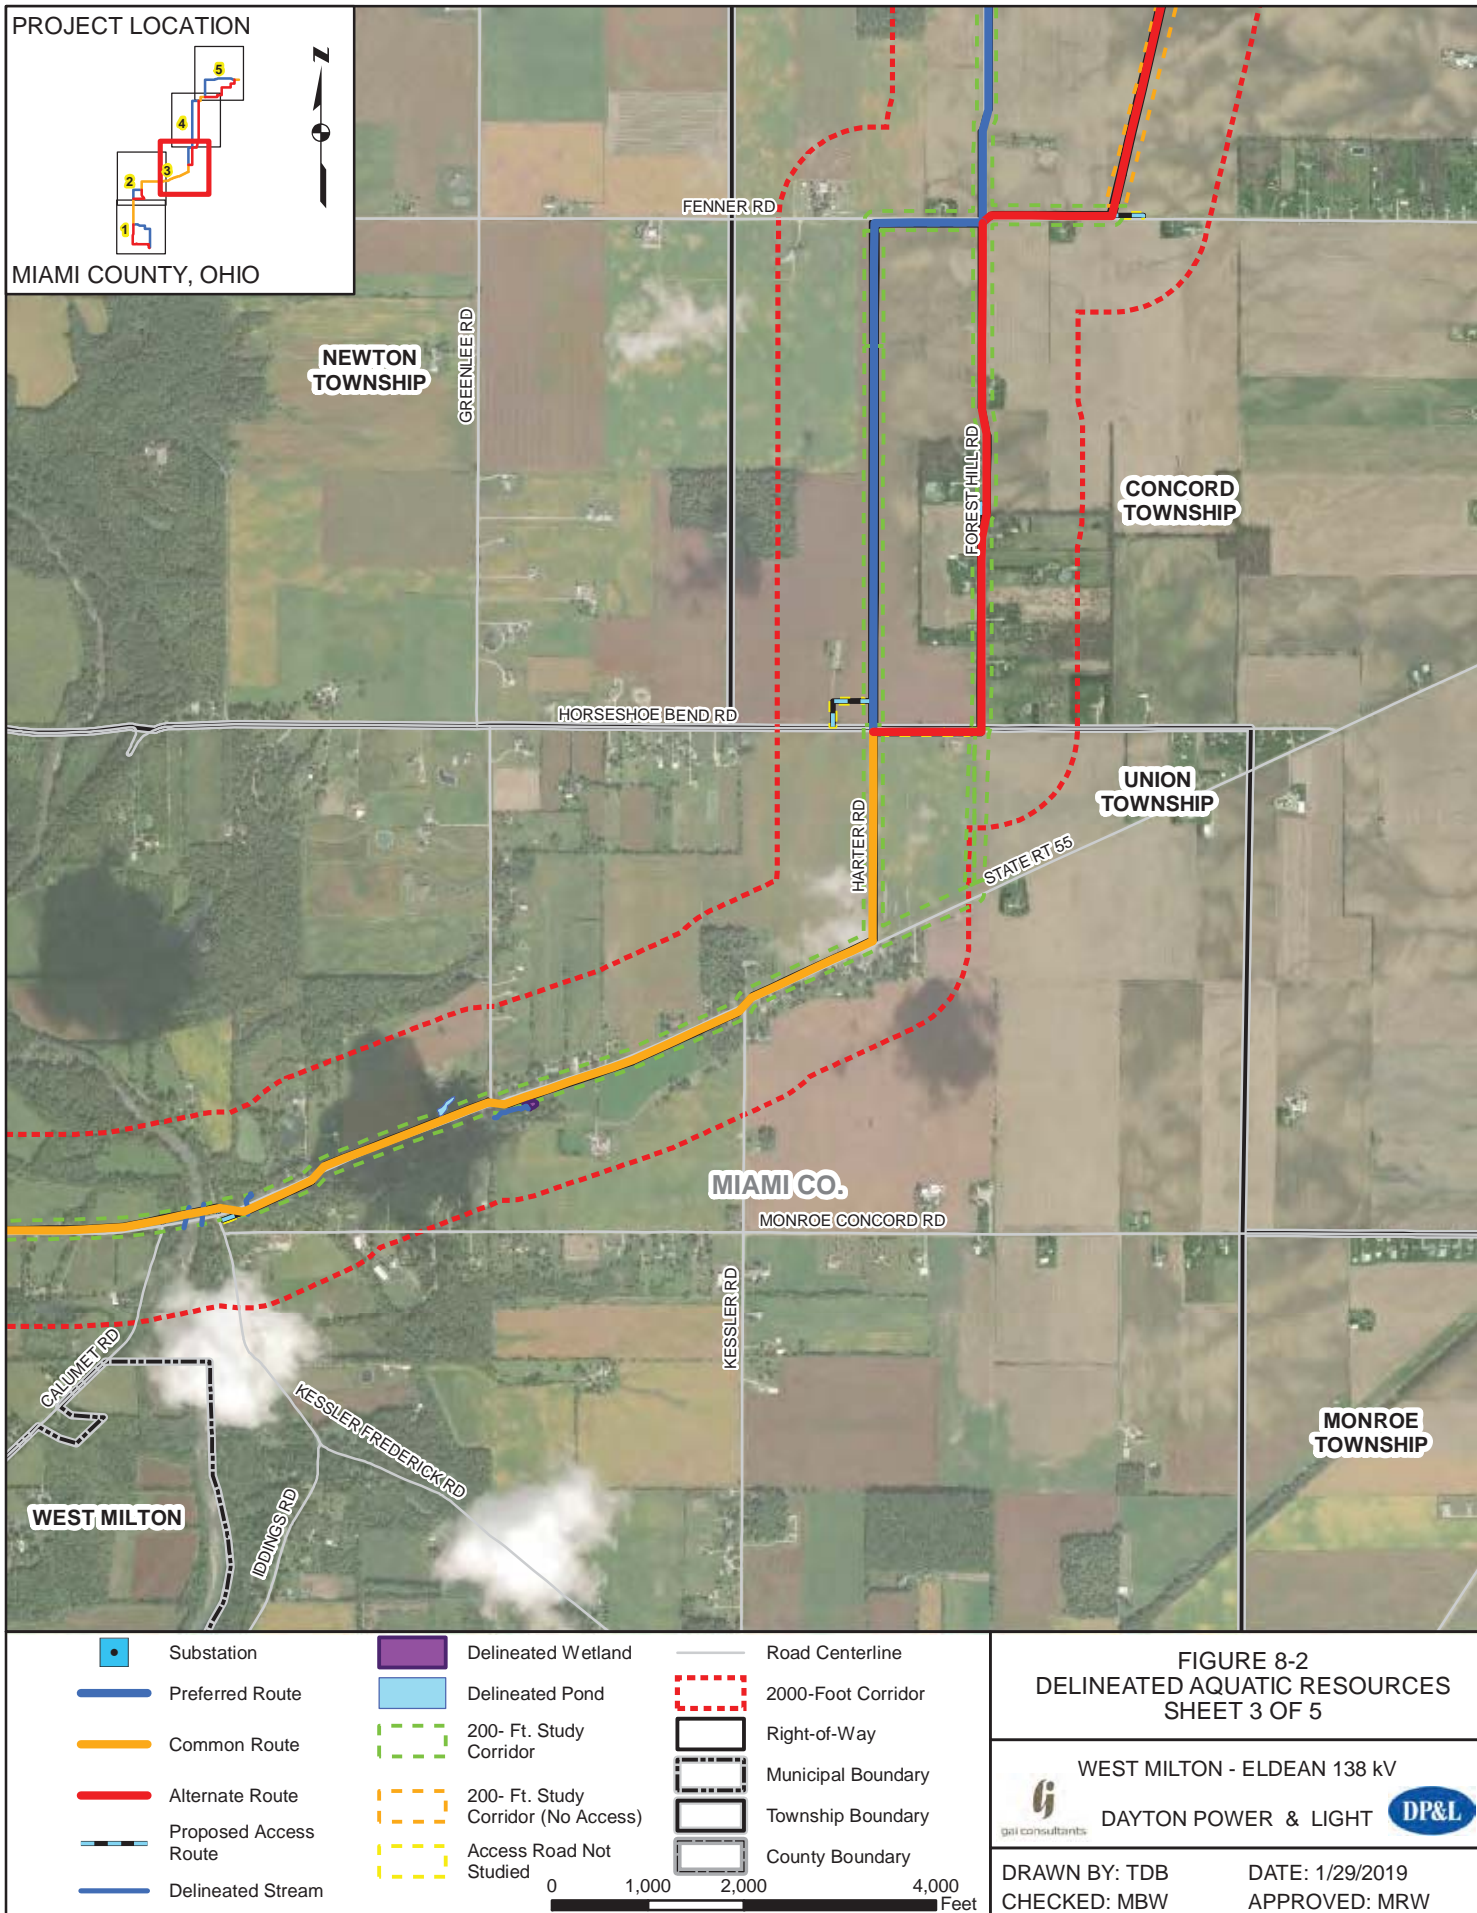 PROJECT LOCATION
N
5
4
3
2
1
MIAMI COUNTY, OHIO
FENNER RD
GREENLEE RD
NEWTON
TOWNSHIP
FOREST HILL RD
CONCORD
TOWNSHIP
HORSESHOE BEND RD
UNION
TOWNSHIP
HARTER RD
STATE RT 55
MIAMI CO.
MONROE CONCORD RD
KESSLER RD
CALUMET RD
KESSLER FREDERICK RD
MONROE
TOWNSHIP
WEST MILTON
IDDINGS RD
Substation
Preferred Route
Common Route
Alternate Route
Proposed Access
Route
Delineated Stream
Delineated Wetland
Delineated Pond
200- Ft. Study
Corridor
200- Ft. Study
Corridor (No Access)
Access Road Not
Studied
Road Centerline
2000-Foot Corridor
Right-of-Way
Municipal Boundary
Township Boundary
County Boundary
0 1,000 2,000 4,000
Feet
FIGURE 8-2
DELINEATED AQUATIC RESOURCES
SHEET 3 OF 5
WEST MILTON - ELDEAN 138 kV
gai consultants
DAYTON POWER & LIGHT
DP&L
DRAWN BY: TDB DATE: 1/29/2019
CHECKED: MBW APPROVED: MRW